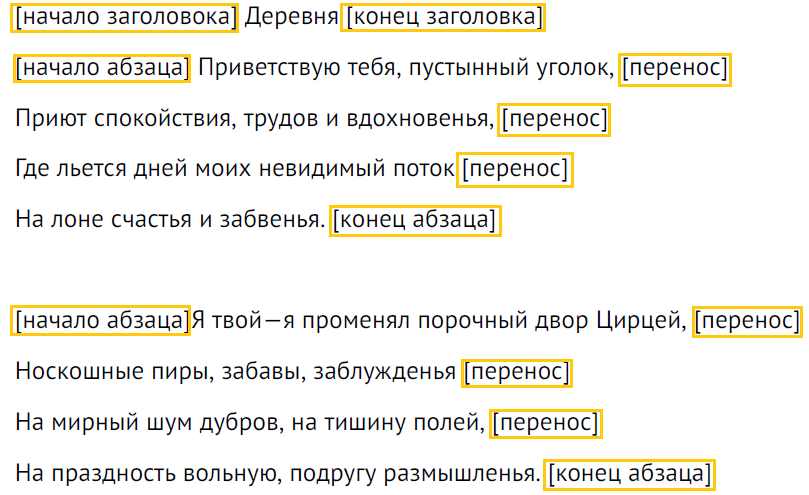 [начало заголовока] Деревня [конец заголовка]
[начало абзаца] Приветствую тебя, пустынный уголок, [перенос]
Приют спокойствия, трудов и вдохновенья, [перенос]
Где льется дней моих невидимый поток [перенос]
На лоне счастья и забвенья. [конец абзаца]
[начало абзаца]Я твой—я променял порочный двор Цирцей, [перенос]
Носкошные пиры, забавы, заблужденья [перенос]
На мирный шум дубров, на тишину полей, [перенос]
На праздность вольную, подругу размышленья. [конец абзаца]